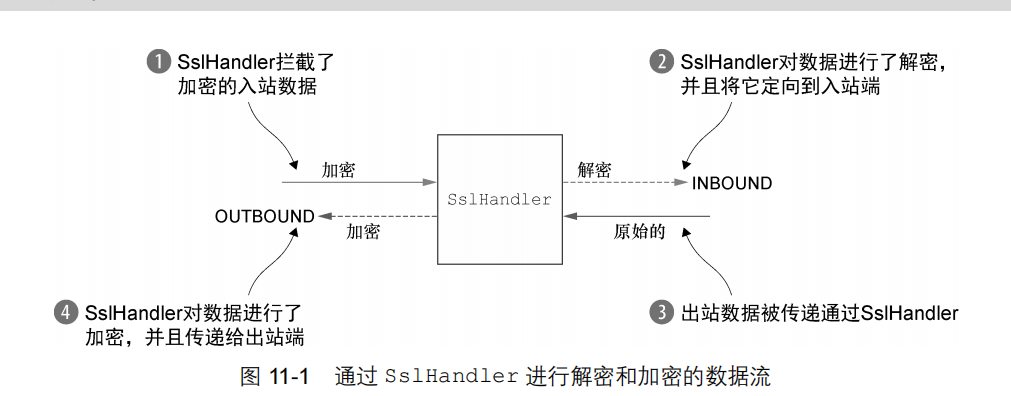 1 SslHandler拦截了
加密的入站数据
2 SslHandler对数据进行了解密，
并且将它定向到入站端
加密
解密
SslHandler
INBOUND
OUTBOUND
加密
原始的
4 SslHandler对数据进行了
加密，并且传递给出站端
3 出站数据被传递通过SslHandler
图 11-1 通过 SslHandler 进行解密和加密的数据流